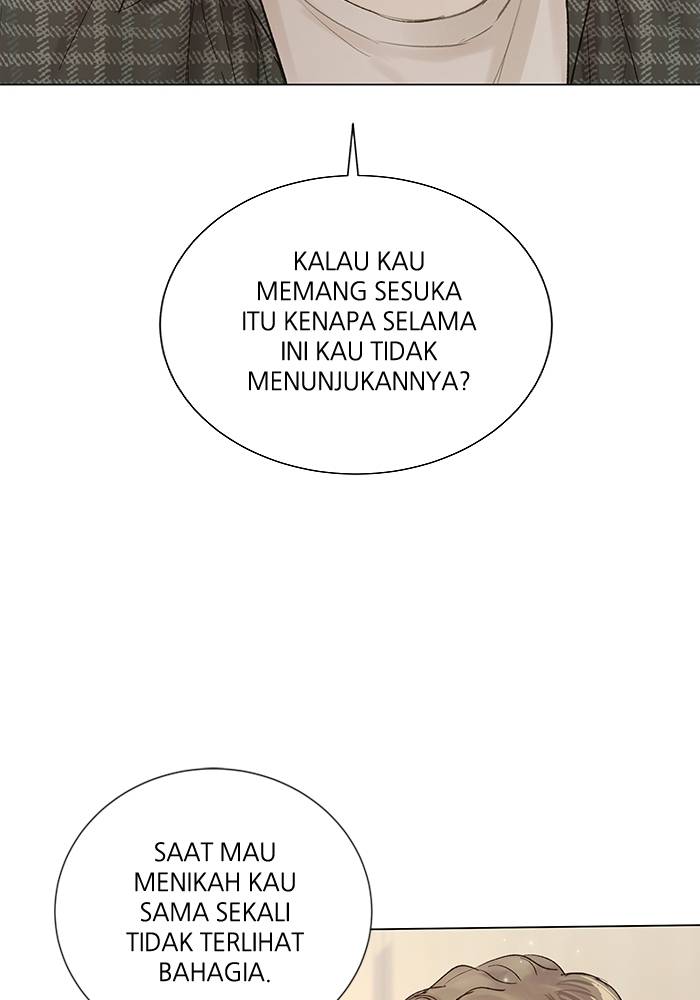 KALAU KAU
MEMANG SESUKA
ITU KENAPA SELAMA
INI KAU TIDAK
MENUNJUKANNYA?
SAAT MAU
MENIKAH KAU
SAMA SEKALI
TIDAK TERLIHAT
BAHAGIA.